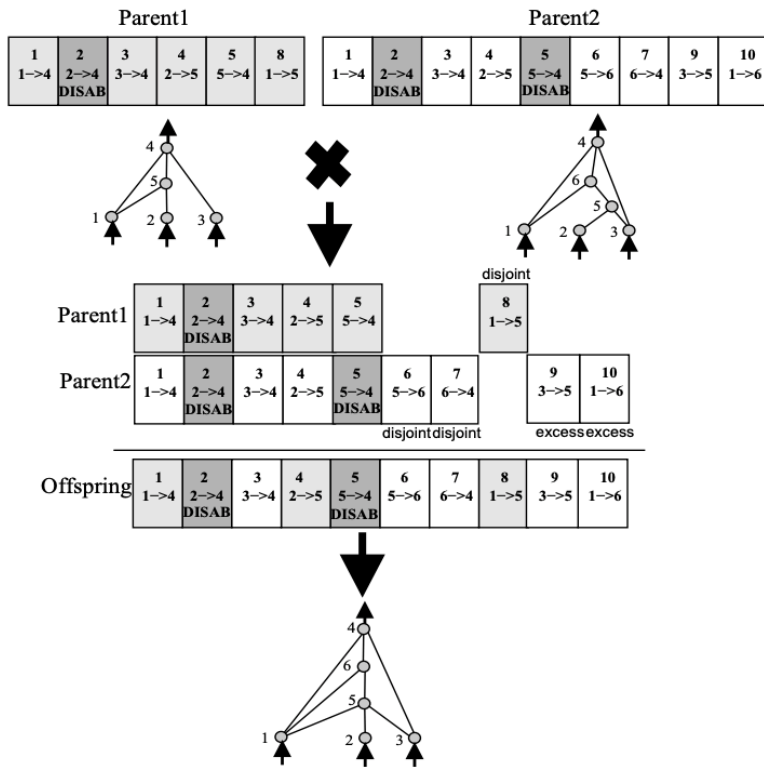 Parent1 Parent2
1 2 3 4 5 8 1 2 3 4 5 6 7 9 10
1->4 2->4 3->4 2->5 5->4 1->5 1->4 2->4 3->4 2->5 5->4 5->6 6->4 3->5 1->6
DISAB DISAB DISAB
4 4
5 6
5
1 2 3 1 2 3
disjoint
Parent1 1 2 3 4 5 8
1->4 2->4 3->4 2->5 5->4 1->5
DISAB
Parent2 1 2 3 4 5 6 7 9 10
1->4 2->4 3->4 2->5 5->4 5->6 6->4 3->5 1->6
DISAB DISAB
disjoint disjoint excess excess
Offspring 1 2 3 4 5 6 7 8 9 10
1->4 2->4 3->4 2->5 5->4 5->6 6->4 1->5 3->5 1->6
DISAB DISAB
4
6
5
1 2 3